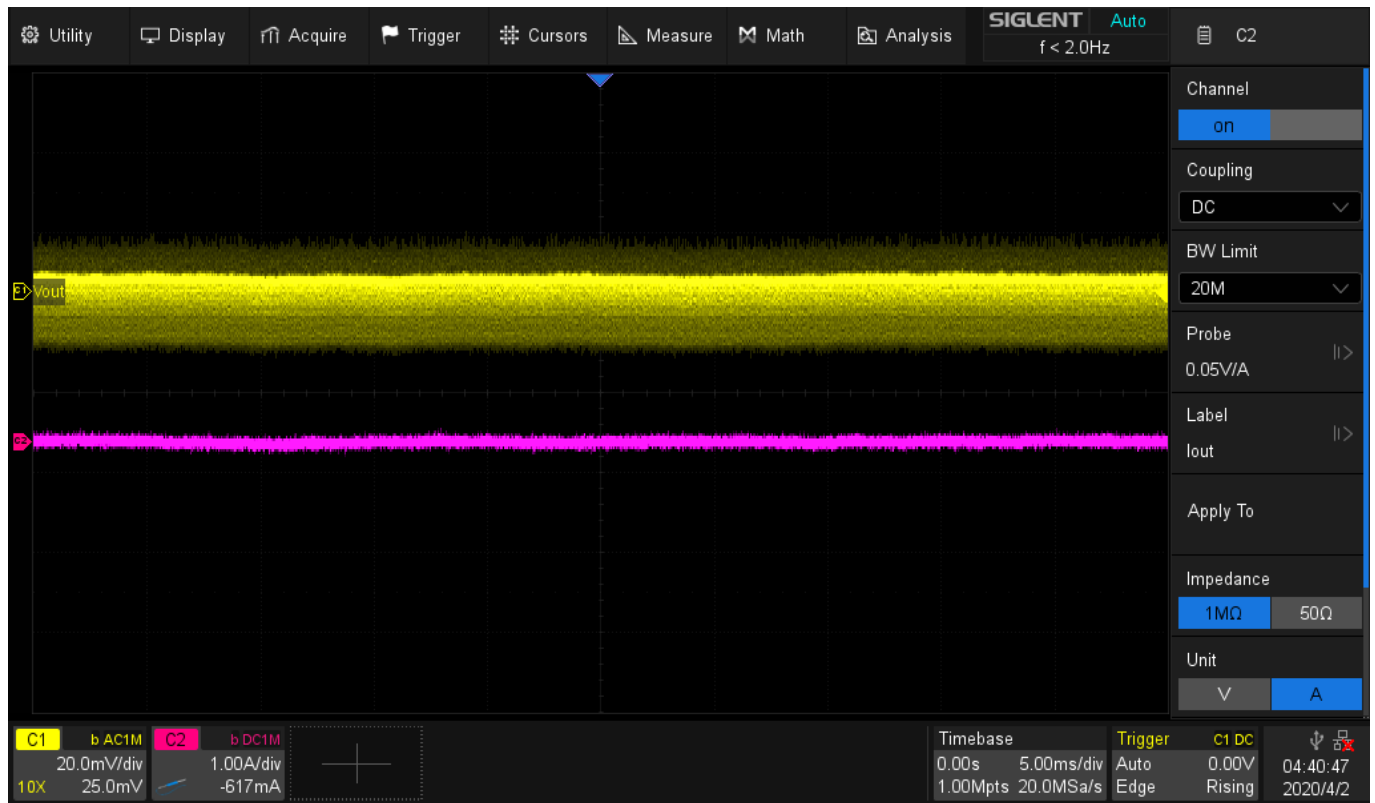 Utility Display Acquire Trigger Cursors Measure Math Analysis SIGLENT Auto C2
f < 2.0Hz
Channel
on
Coupling
DC
BW Limit
20M
Probe
0.05V/A
Label
Iout
Apply To
Impedance
1MΩ 50Ω
Unit
V A
C1 Vout
C2
C1 b AC1M C2 b DC1M Timebase Trigger C1 DC
20.0mV/div 1.00A/div 0.00s 5.00ms/div Auto 0.00V 04:40:47
10X 25.0mV -617mA 1.00Mpts 20.0MSa/s Edge Rising 2020/4/2